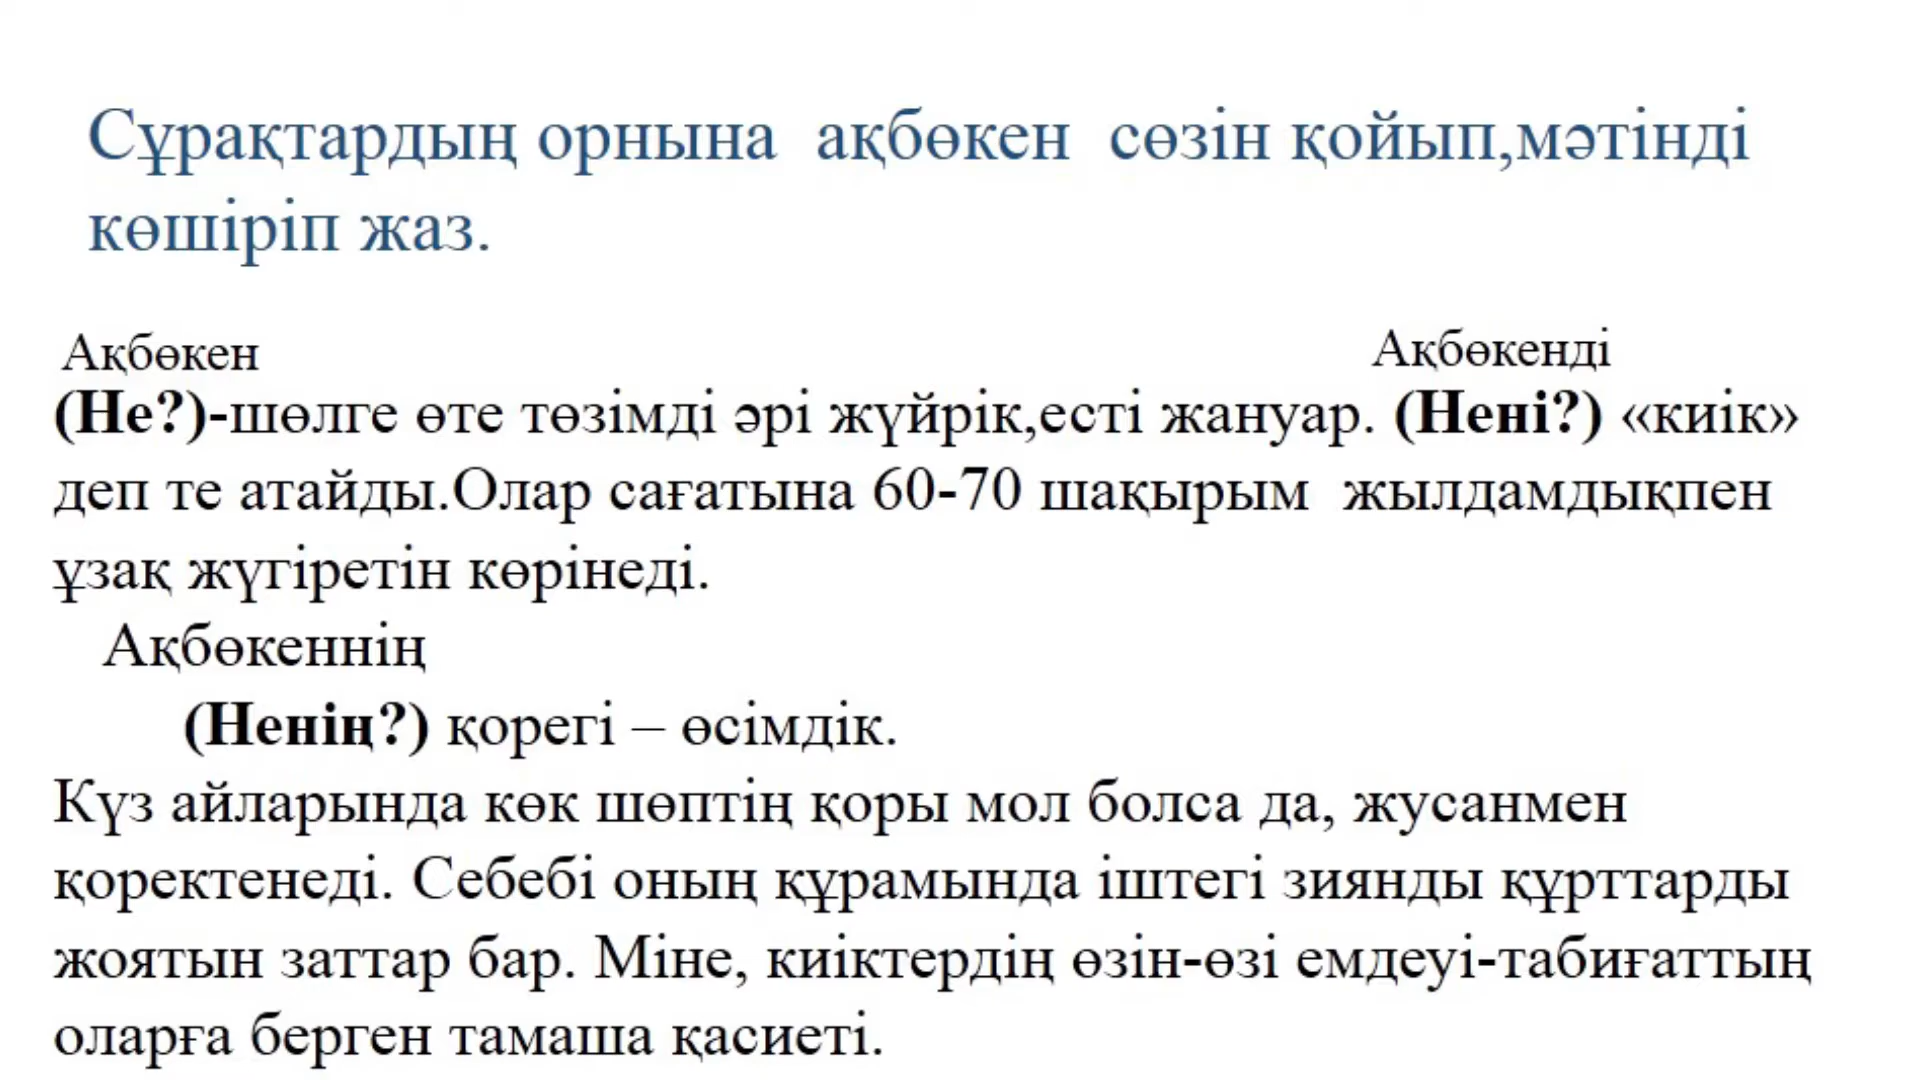 Сұрақтардың орнына ақбөкен сөзін қойып,мәтінді
көшіріп жаз.
Ақбөкен Ақбөкенді
(Не?)-шөлге өте төзімді әрі жүйрік,есті жануар. (Нені?) «киік»
деп те атайды.Олар сағатына 60-70 шақырым жылдамдықпен
ұзақ жүгіретін көрінеді.
Ақбөкеннің
(Ненің?) қорегі – өсімдік.
Күз айларында көк шөптің қоры мол болса да, жусанмен
қоректенеді. Себебі оның құрамында іштегі зиянды құрттарды
жоятын заттар бар. Міне, киіктердің өзін-өзі емдеуі-табиғаттың
оларға берген тамаша қасиеті.